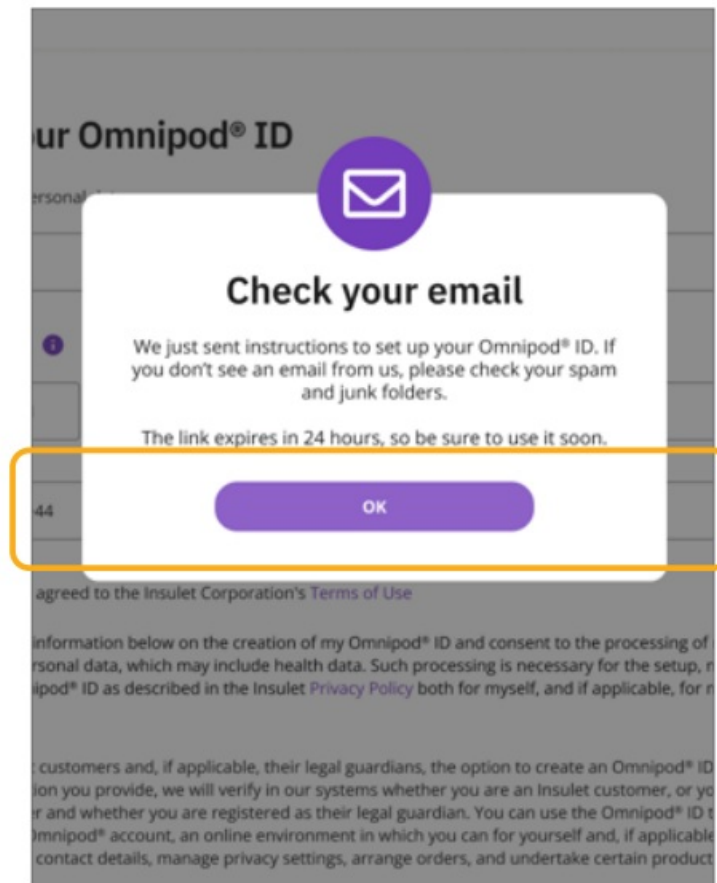 ur Omnipod® ID
ersonal
Check your email
We just sent instructions to set up your Omnipod® ID. If
you don't see an email from us, please check your spam
and junk folders.
The link expires in 24 hours, so be sure to use it soon.
44
OK
agreed to the Insulet Corporation's Terms of Use
information below on the creation of my Omnipod® ID and consent to the processing of
rsonal data, which may include health data. Such processing is necessary for the setup,
ipod® ID as described in the Insulet Privacy Policy both for myself, and if applicable, for
customers and, if applicable, their legal guardians, the option to create an Omnipod® ID
tion you provide, we will verify in our systems whether you are an Insulet customer, or yo
er and whether you are registered as their legal guardian. You can use the Omnipod® ID t
Omnipod® account, an online environment in which you can for yourself and, if applicable
contact details, manage privacy settings, arrange orders, and undertake certain product